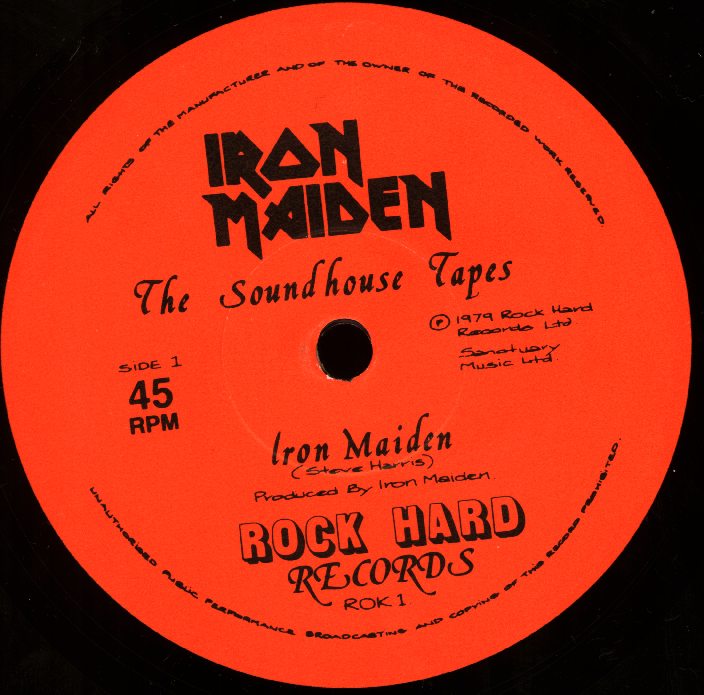 ALL RIGHTS OF THE MANUFACTURER AND OF THE OWNER OF THE RECORDED WORK RESERVED
IRON
MAIDEN
The Soundhouse Tapes
℗ 1979 Rock Hard
Records Ltd.
Sanctuary
Music Ltd.
SIDE 1
45
RPM
Iron Maiden
(Steve Harris)
Produced By Iron Maiden.
ROCK HARD
RECORDS
ROK 1
UNAUTHORISED PUBLIC PERFORMANCE BROADCASTING AND COPYING OF THIS RECORD PROHIBITED.